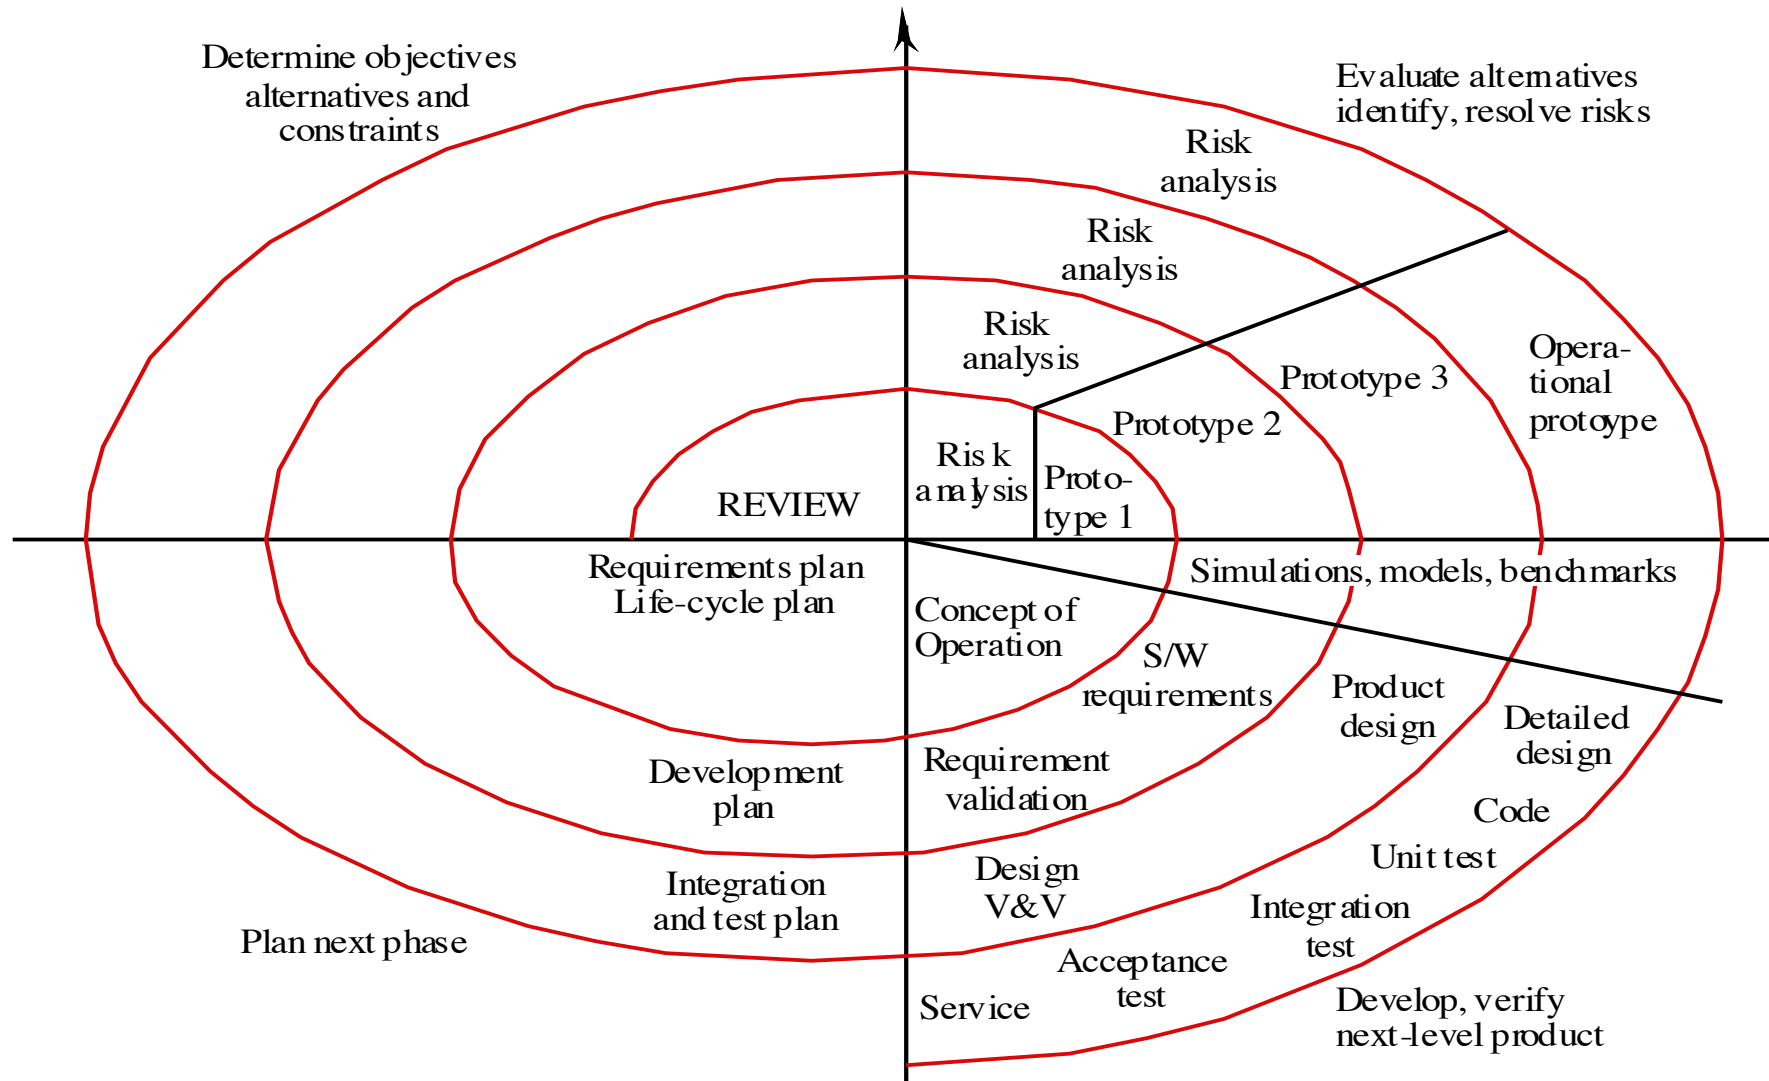 Determine objectives
alternatives and
constraints
Evaluate alternatives
identify, resolve risks
Risk
analysis
Risk
analysis
Risk
analysis
Risk
analysis
Proto-
type 1
Prototype 2
Prototype 3
Opera-
tional
protoype
REVIEW
Requirements plan
Life-cycle plan
Simulations, models, benchmarks
Concept of
Operation
S/W
requirements
Product
design
Detailed
design
Development
plan
Requirement
validation
Code
Unit test
Integration
and test plan
Design
V&V
Integration
test
Plan next phase
Acceptance
test
Service
Develop, verify
next-level product